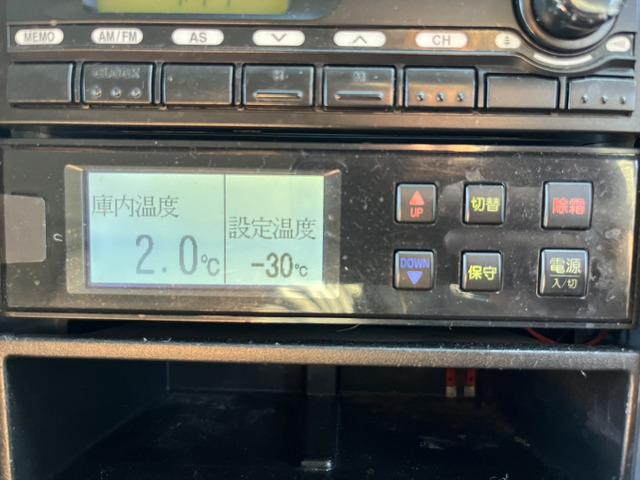 MEMO AM/FM AS CH
CLOCK
庫内温度
2.0℃
設定温度
-30℃
UP
切替
除霜
DOWN
保守
電源
入/切